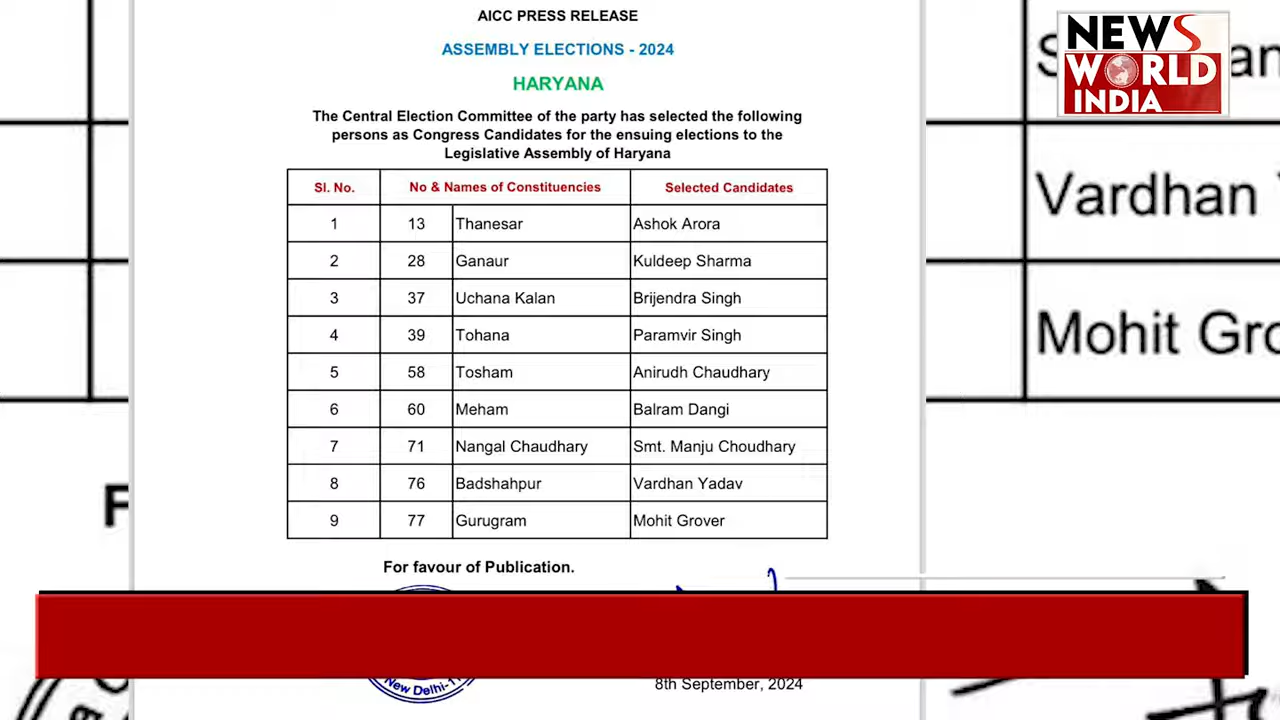 AICC PRESS RELEASE
ASSEMBLY ELECTIONS - 2024
HARYANA
The Central Election Committee of the party has selected the following
persons as Congress Candidates for the ensuing elections to the
Legislative Assembly of Haryana
Sl. No. No & Names of Constituencies Selected Candidates
1 13 Thanesar Ashok Arora
2 28 Ganaur Kuldeep Sharma
3 37 Uchana Kalan Brijendra Singh
4 39 Tohana Paramvir Singh
5 58 Tosham Anirudh Chaudhary
6 60 Meham Balram Dangi
7 71 Nangal Chaudhary Smt. Manju Choudhary
8 76 Badshahpur Vardhan Yadav
9 77 Gurugram Mohit Grover
For favour of Publication.
New Delhi-11
8th September, 2024
NEWS
WORLD
INDIA
Vardhan
Mohit